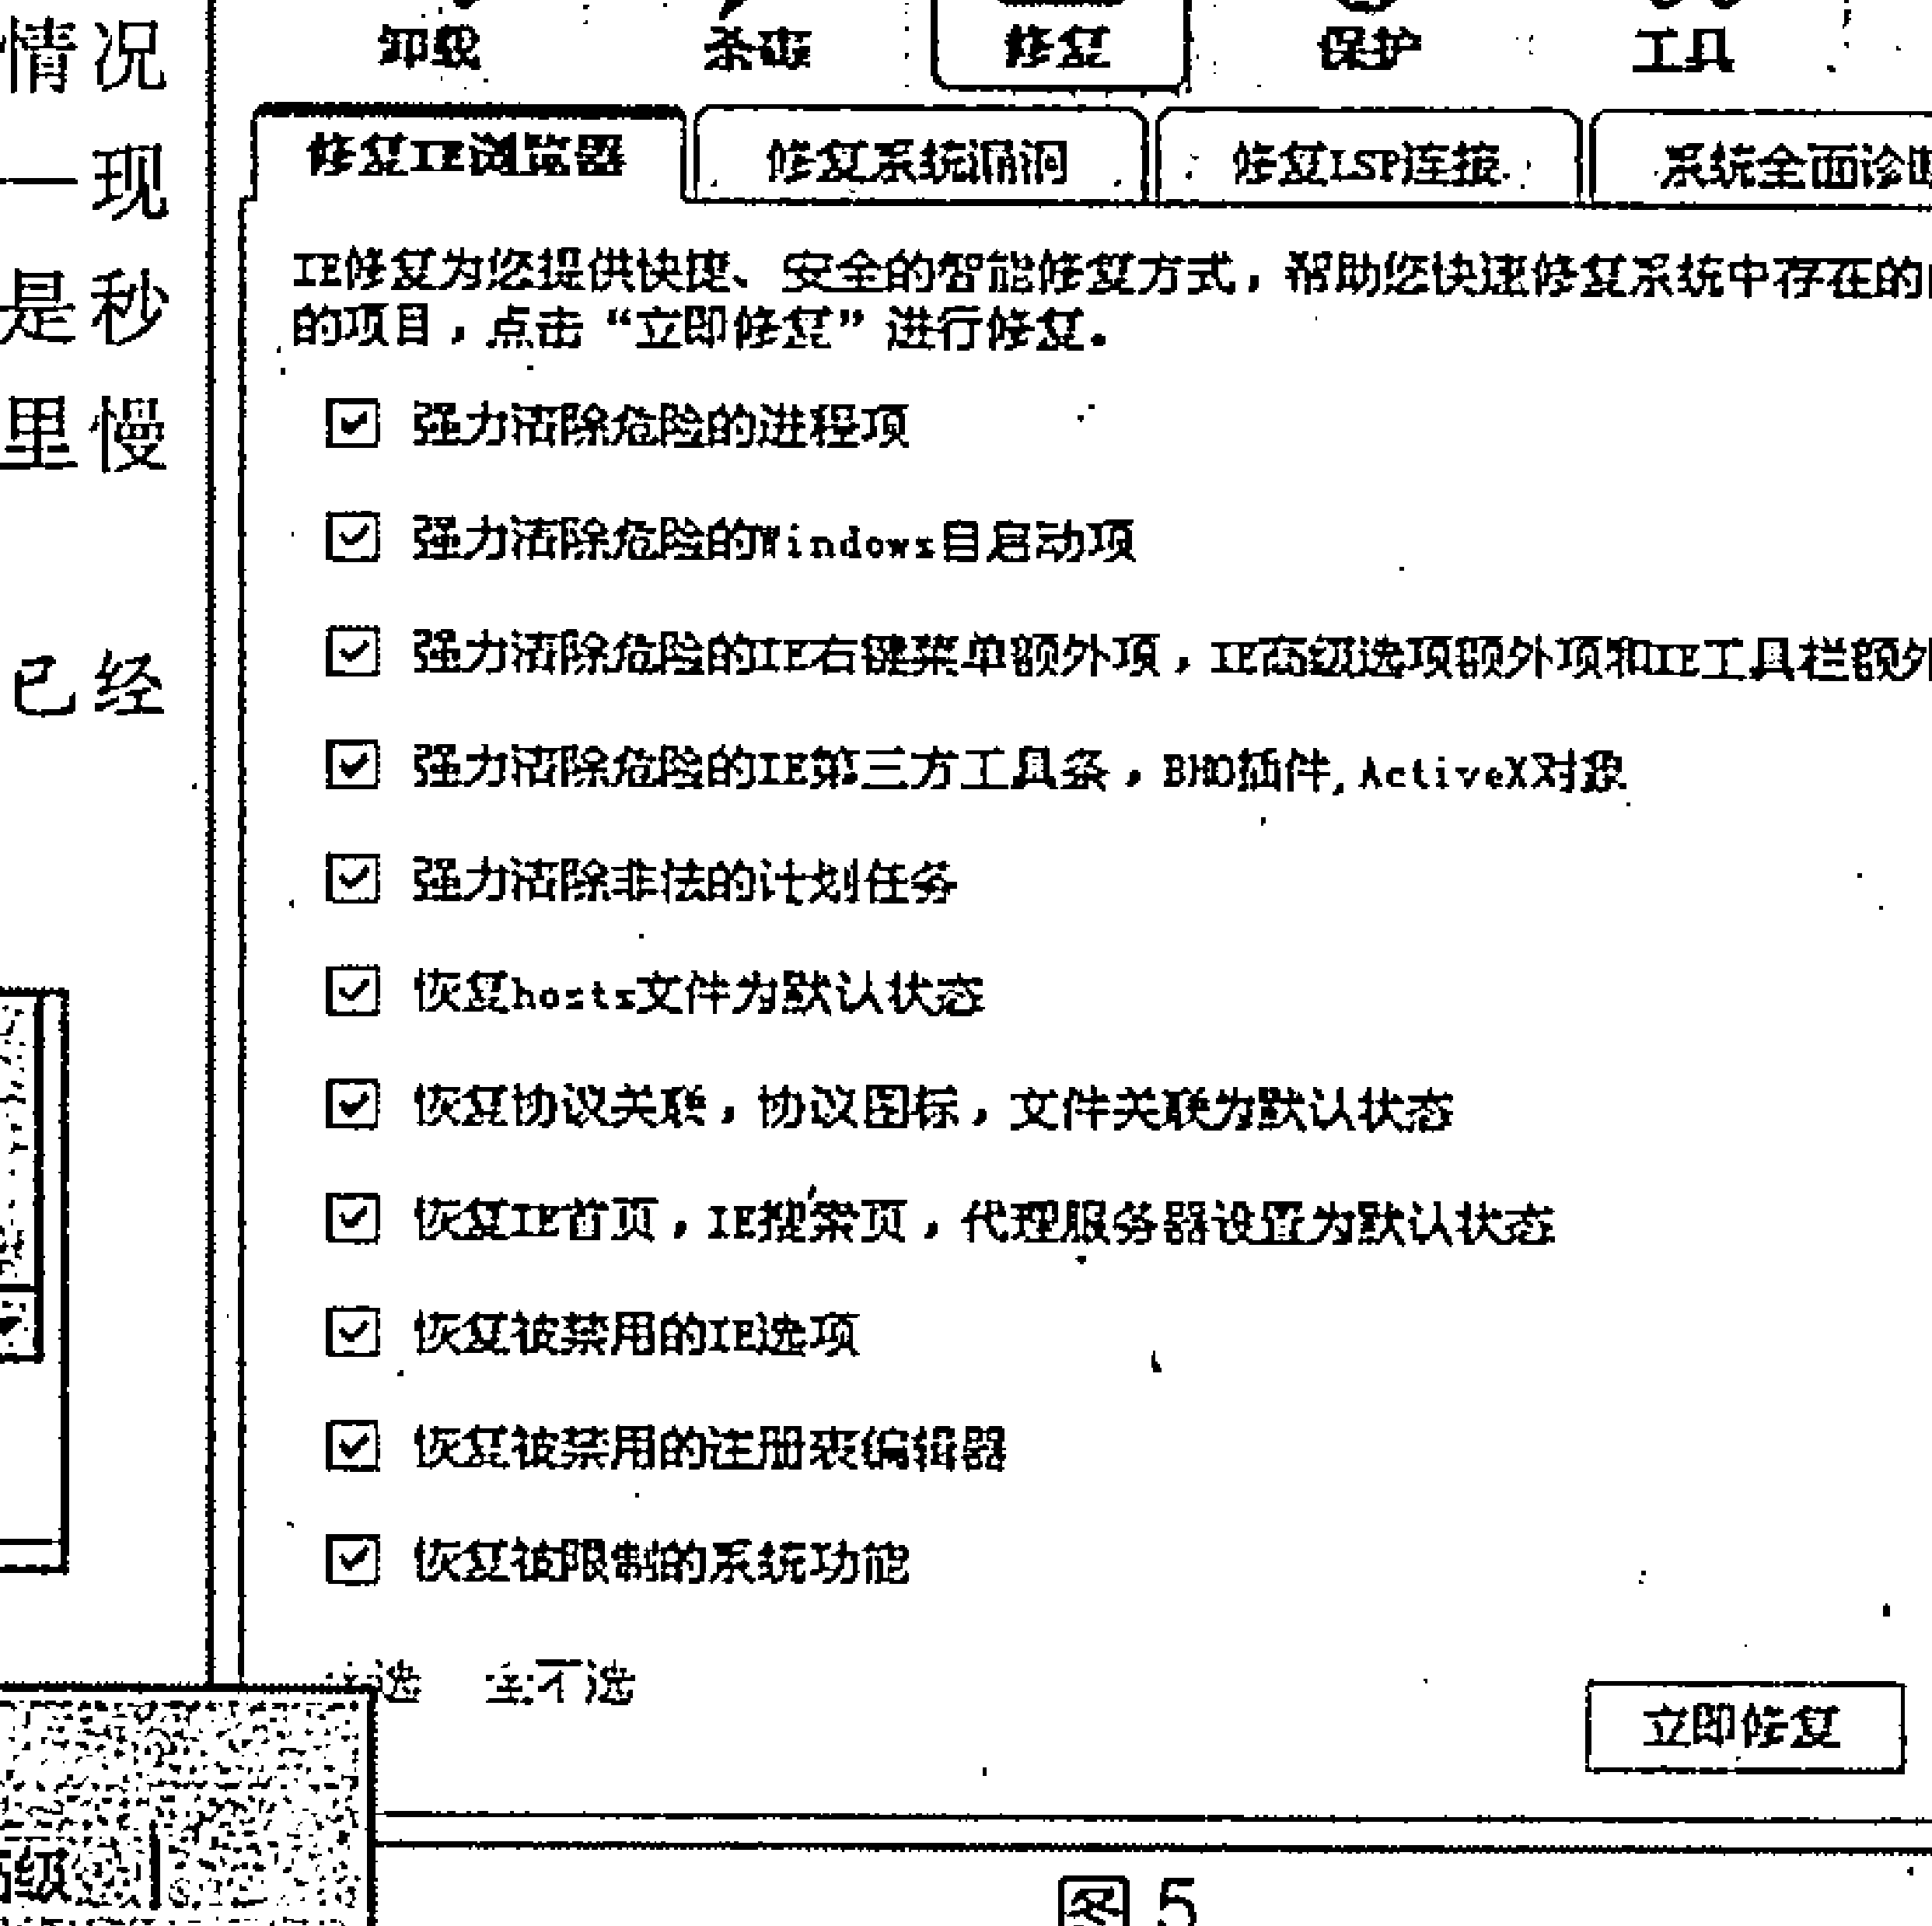 情况
一现
是秒
里慢
已经
卸载 杀毒 修复 保护 工具
修复IE浏览器 修复系统漏洞 修复LSP连接 系统全面诊断
IE修复为您提供快捷、安全的智能修复方式，帮助您快速修复系统中存在的
的项目，点击“立即修复”进行修复。
强力清除危险的进程项
强力清除危险的Windows自启动项
强力清除危险的IE右键菜单额外项，IE高级选项额外项和IE工具栏额外
强力清除危险的IE第三方工具条，BHO插件,ActiveX对象
强力清除非法的计划任务
恢复hosts文件为默认状态
恢复协议关联，协议图标，文件关联为默认状态
恢复IE首页，IE搜索页，代理服务器设置为默认状态
恢复被禁用的IE选项
恢复被禁用的注册表编辑器
恢复被限制的系统功能
全选 全不选
立即修复
高级
图 5